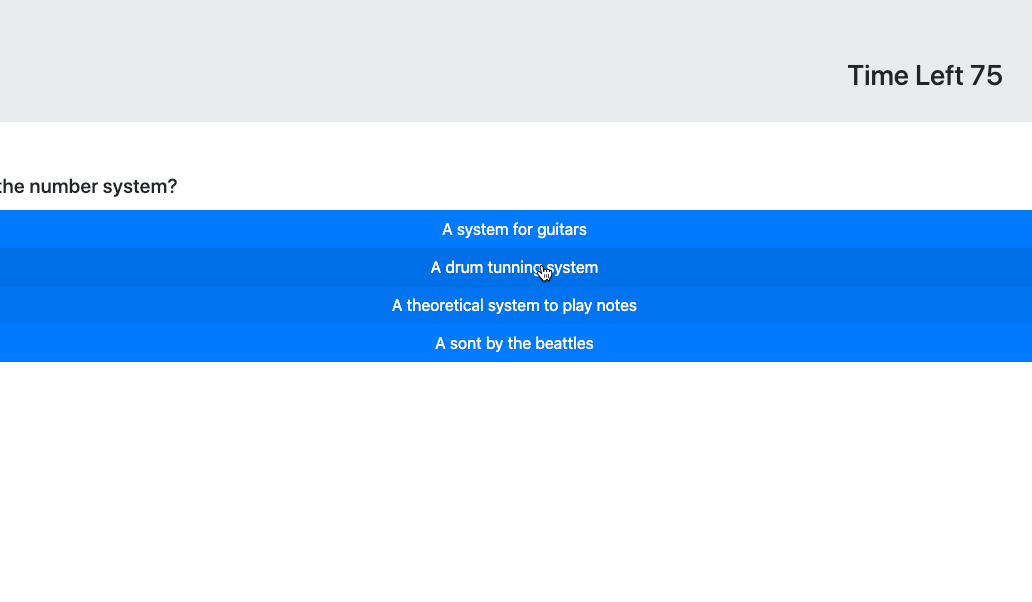 Time Left 75
the number system?
A system for guitars
A drum tunning system
A theoretical system to play notes
A sont by the beattles